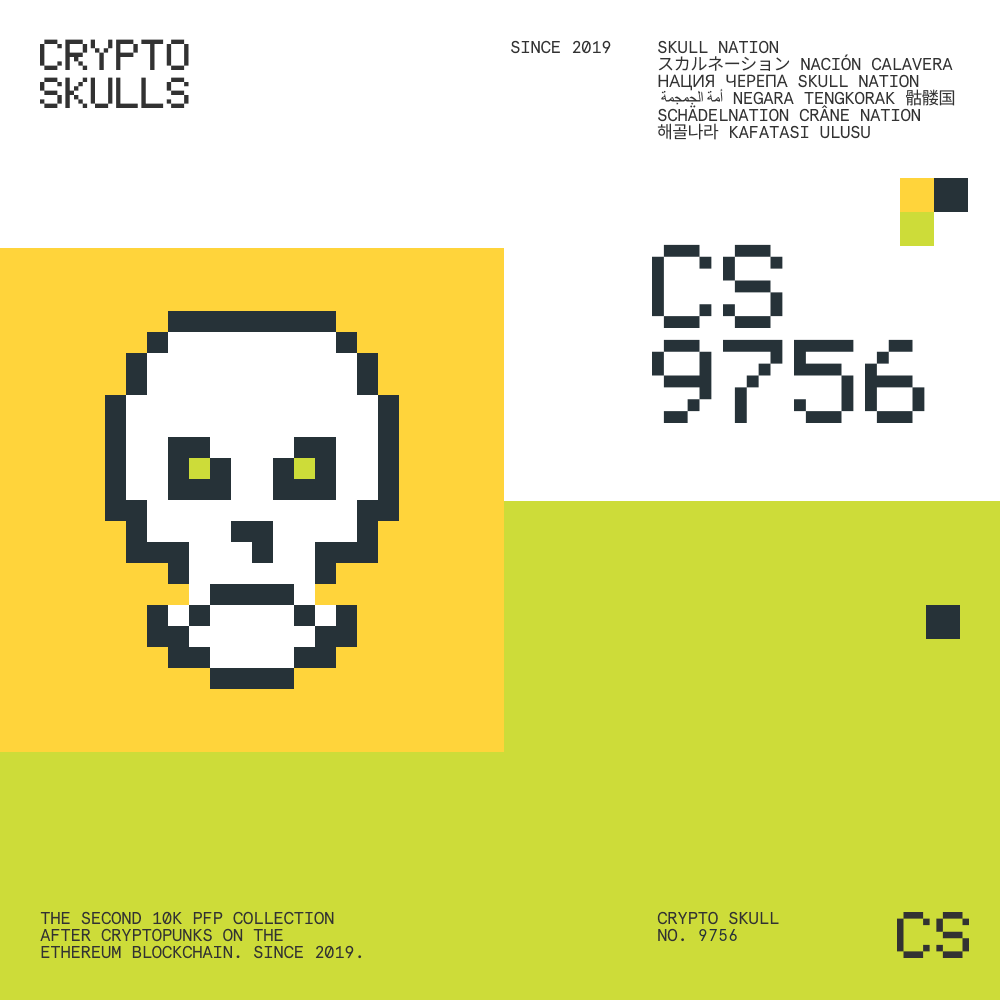 CRYPTO
SKULLS
SINCE 2019
SKULL NATION
スカルネーション NACIÓN CALAVERA
НАЦИЯ ЧЕРЕПА SKULL NATION
أمة الجمجمة NEGARA TENGKORAK 骷髅国
SCHÄDELNATION CRÂNE NATION
해골나라 KAFATASI ULUSU
CS
9756
THE SECOND 10K PFP COLLECTION
AFTER CRYPTOPUNKS ON THE
ETHEREUM BLOCKCHAIN. SINCE 2019.
CRYPTO SKULL
NO. 9756
CS